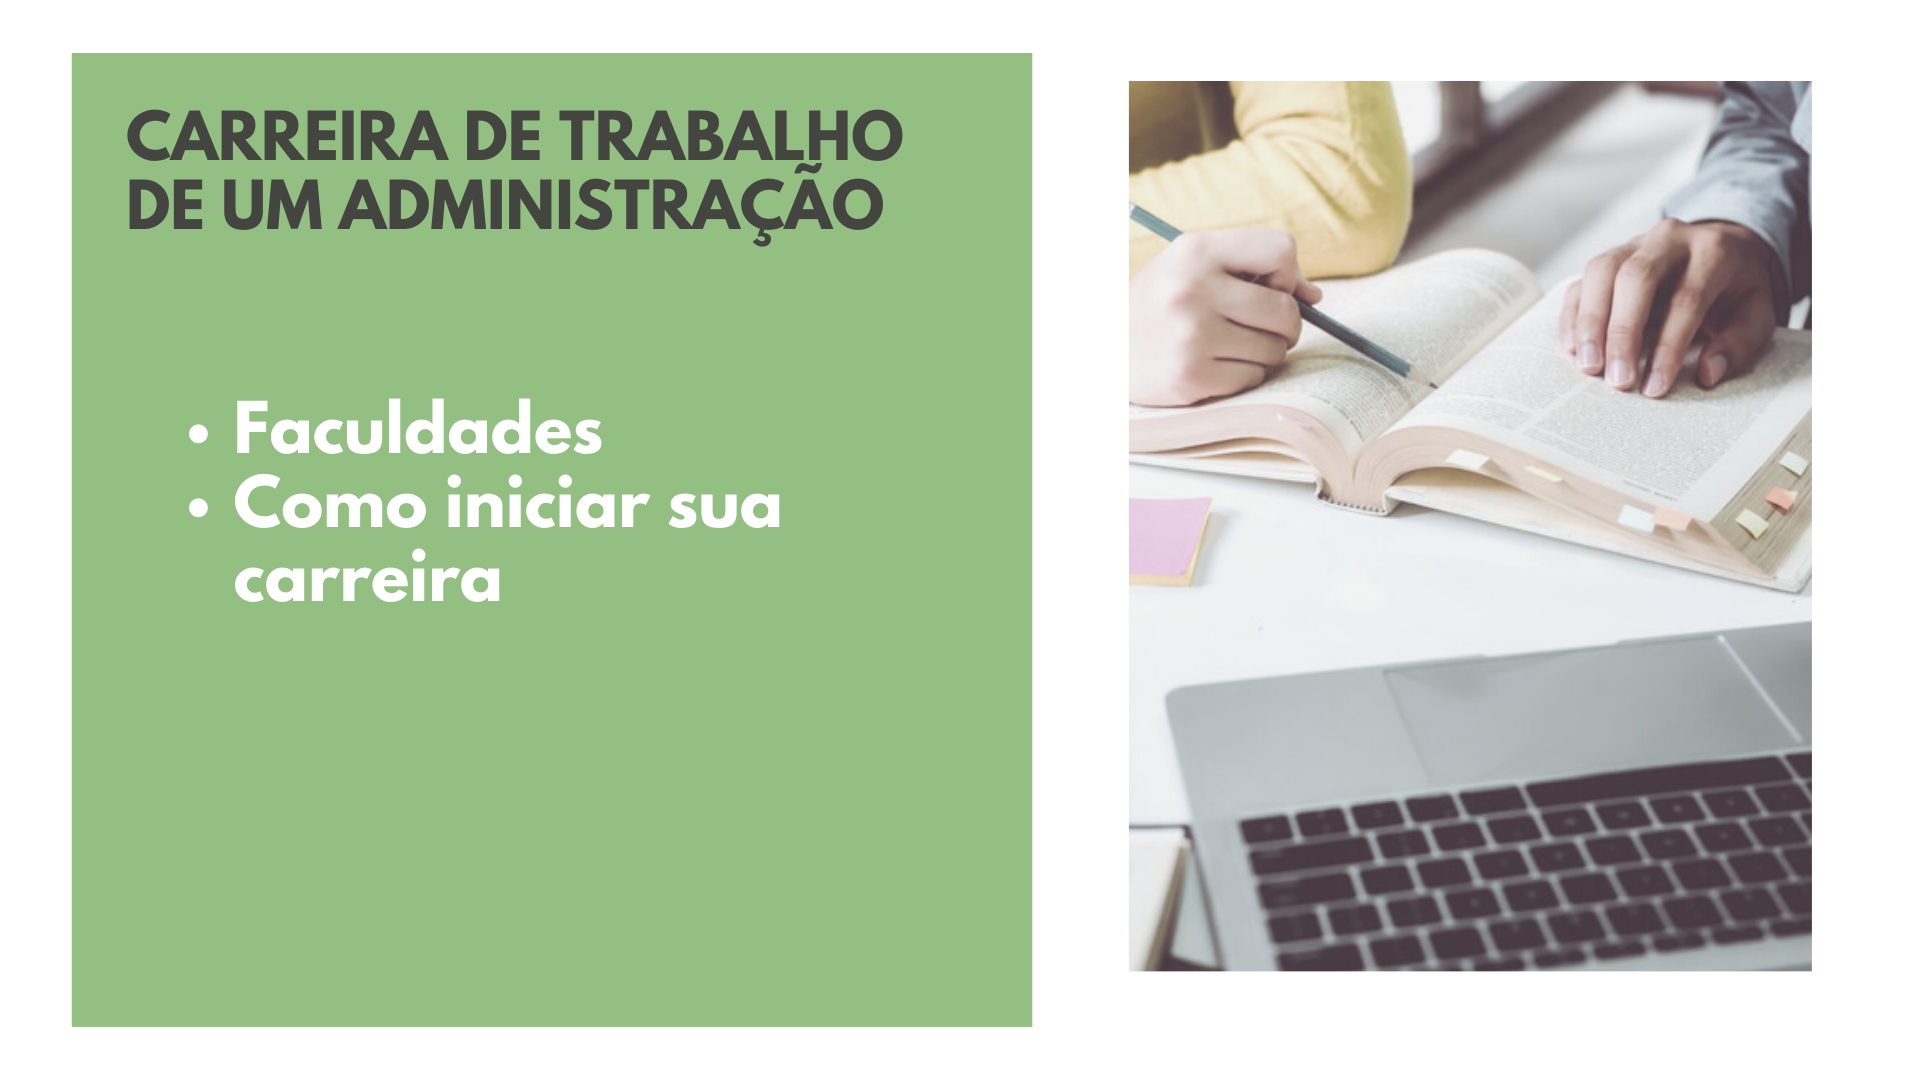 CARREIRA DE TRABALHO
DE UM ADMINISTRAÇÃO
• Faculdades
• Como iniciar sua
carreira